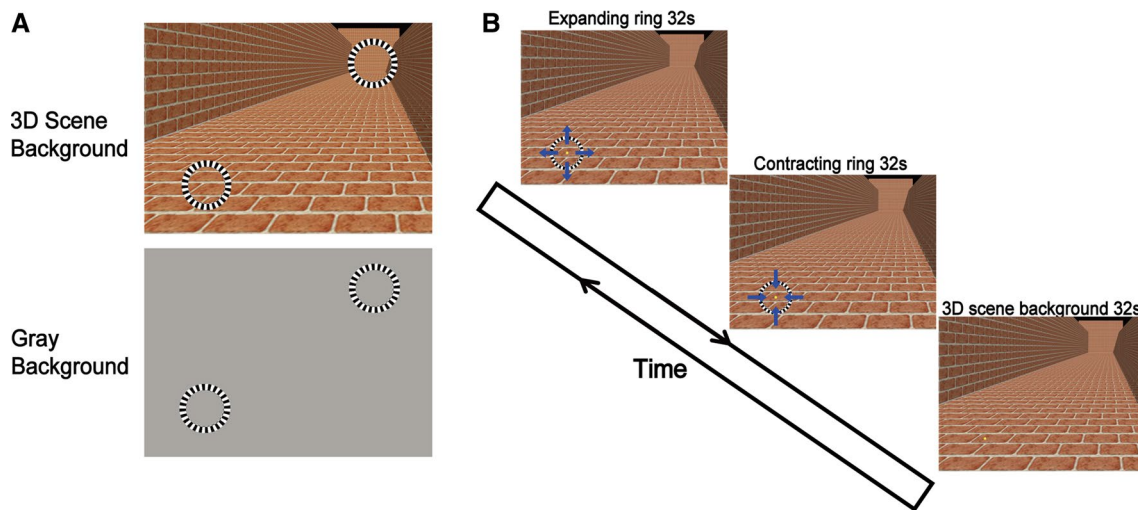 A
3D Scene
Background
Gray
Background
B
Expanding ring 32s
Contracting ring 32s
3D scene background 32s
Time